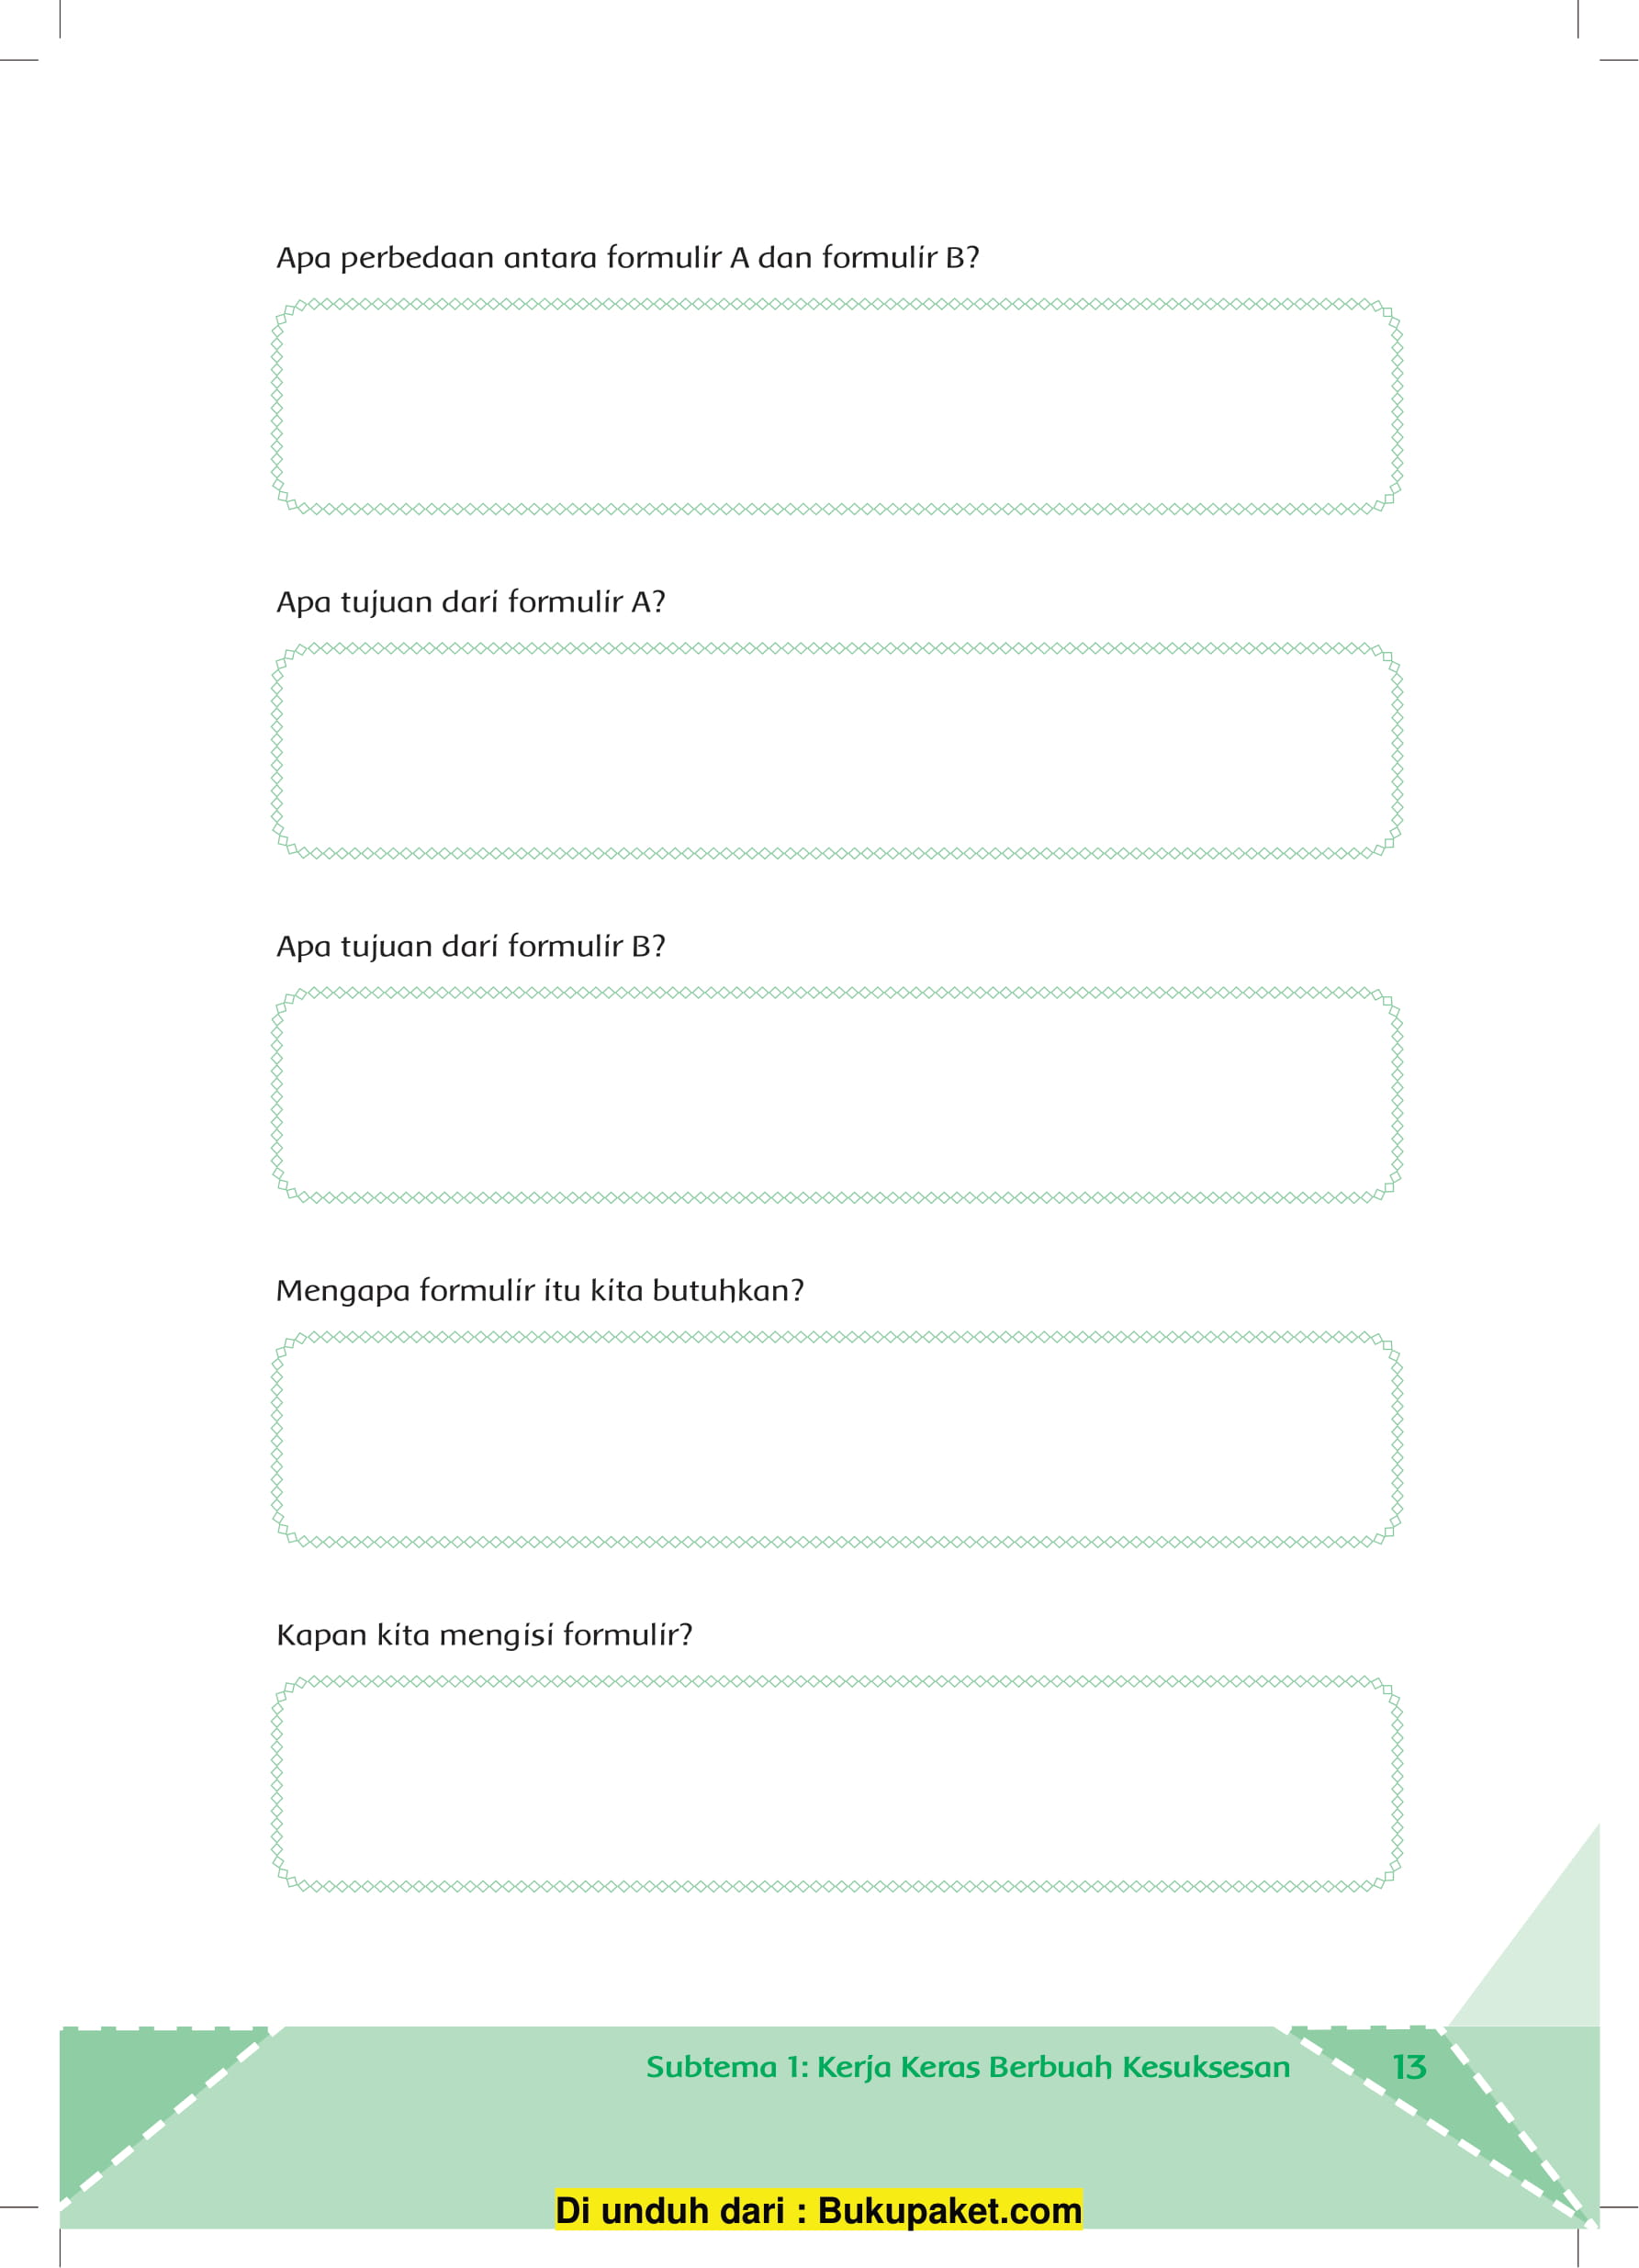 Apa perbedaan antara formulir A dan formulir B?
Apa tujuan dari formulir A?
Apa tujuan dari formulir B?
Mengapa formulir itu kita butuhkan?
Kapan kita mengisi formulir?
Subtema 1: Kerja Keras Berbuah Kesuksesan 13
Di unduh dari : Bukupaket.com